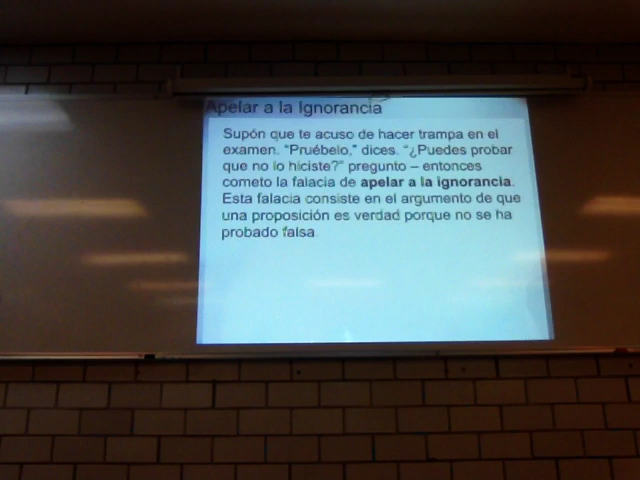 Apelar a la Ignorancia
Supón que te acuso de hacer trampa en el
examen. "Pruébelo," dices. "¿Puedes probar
que no lo hiciste?" pregunto – entonces
cometo la falacia de apelar a la ignorancia.
Esta falacia consiste en el argumento de que
una proposición es verdad porque no se ha
probado falsa.